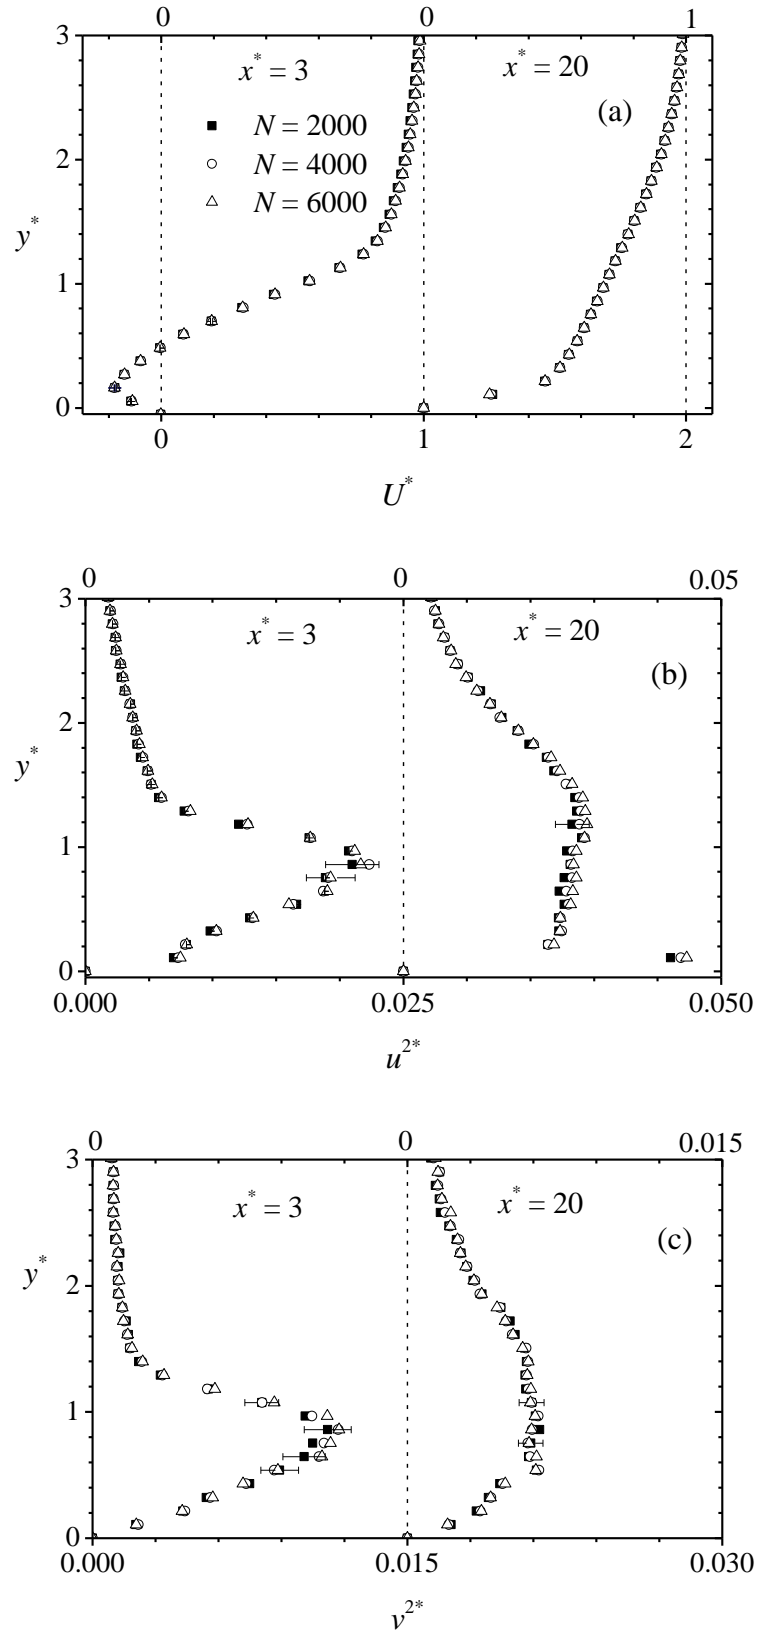 0 0 1
3
x* = 3 x* = 20
(a)
N = 2000
N = 4000
N = 6000
2
y*
1
0
0 1 2
U*
0 0 0.05
3
x* = 3 x* = 20
(b)
2
y*
1
0
0.000 0.025 0.050
u²*
0 0 0.015
3
x* = 3 x* = 20
(c)
2
y*
1
0
0.000 0.015 0.030
v²*